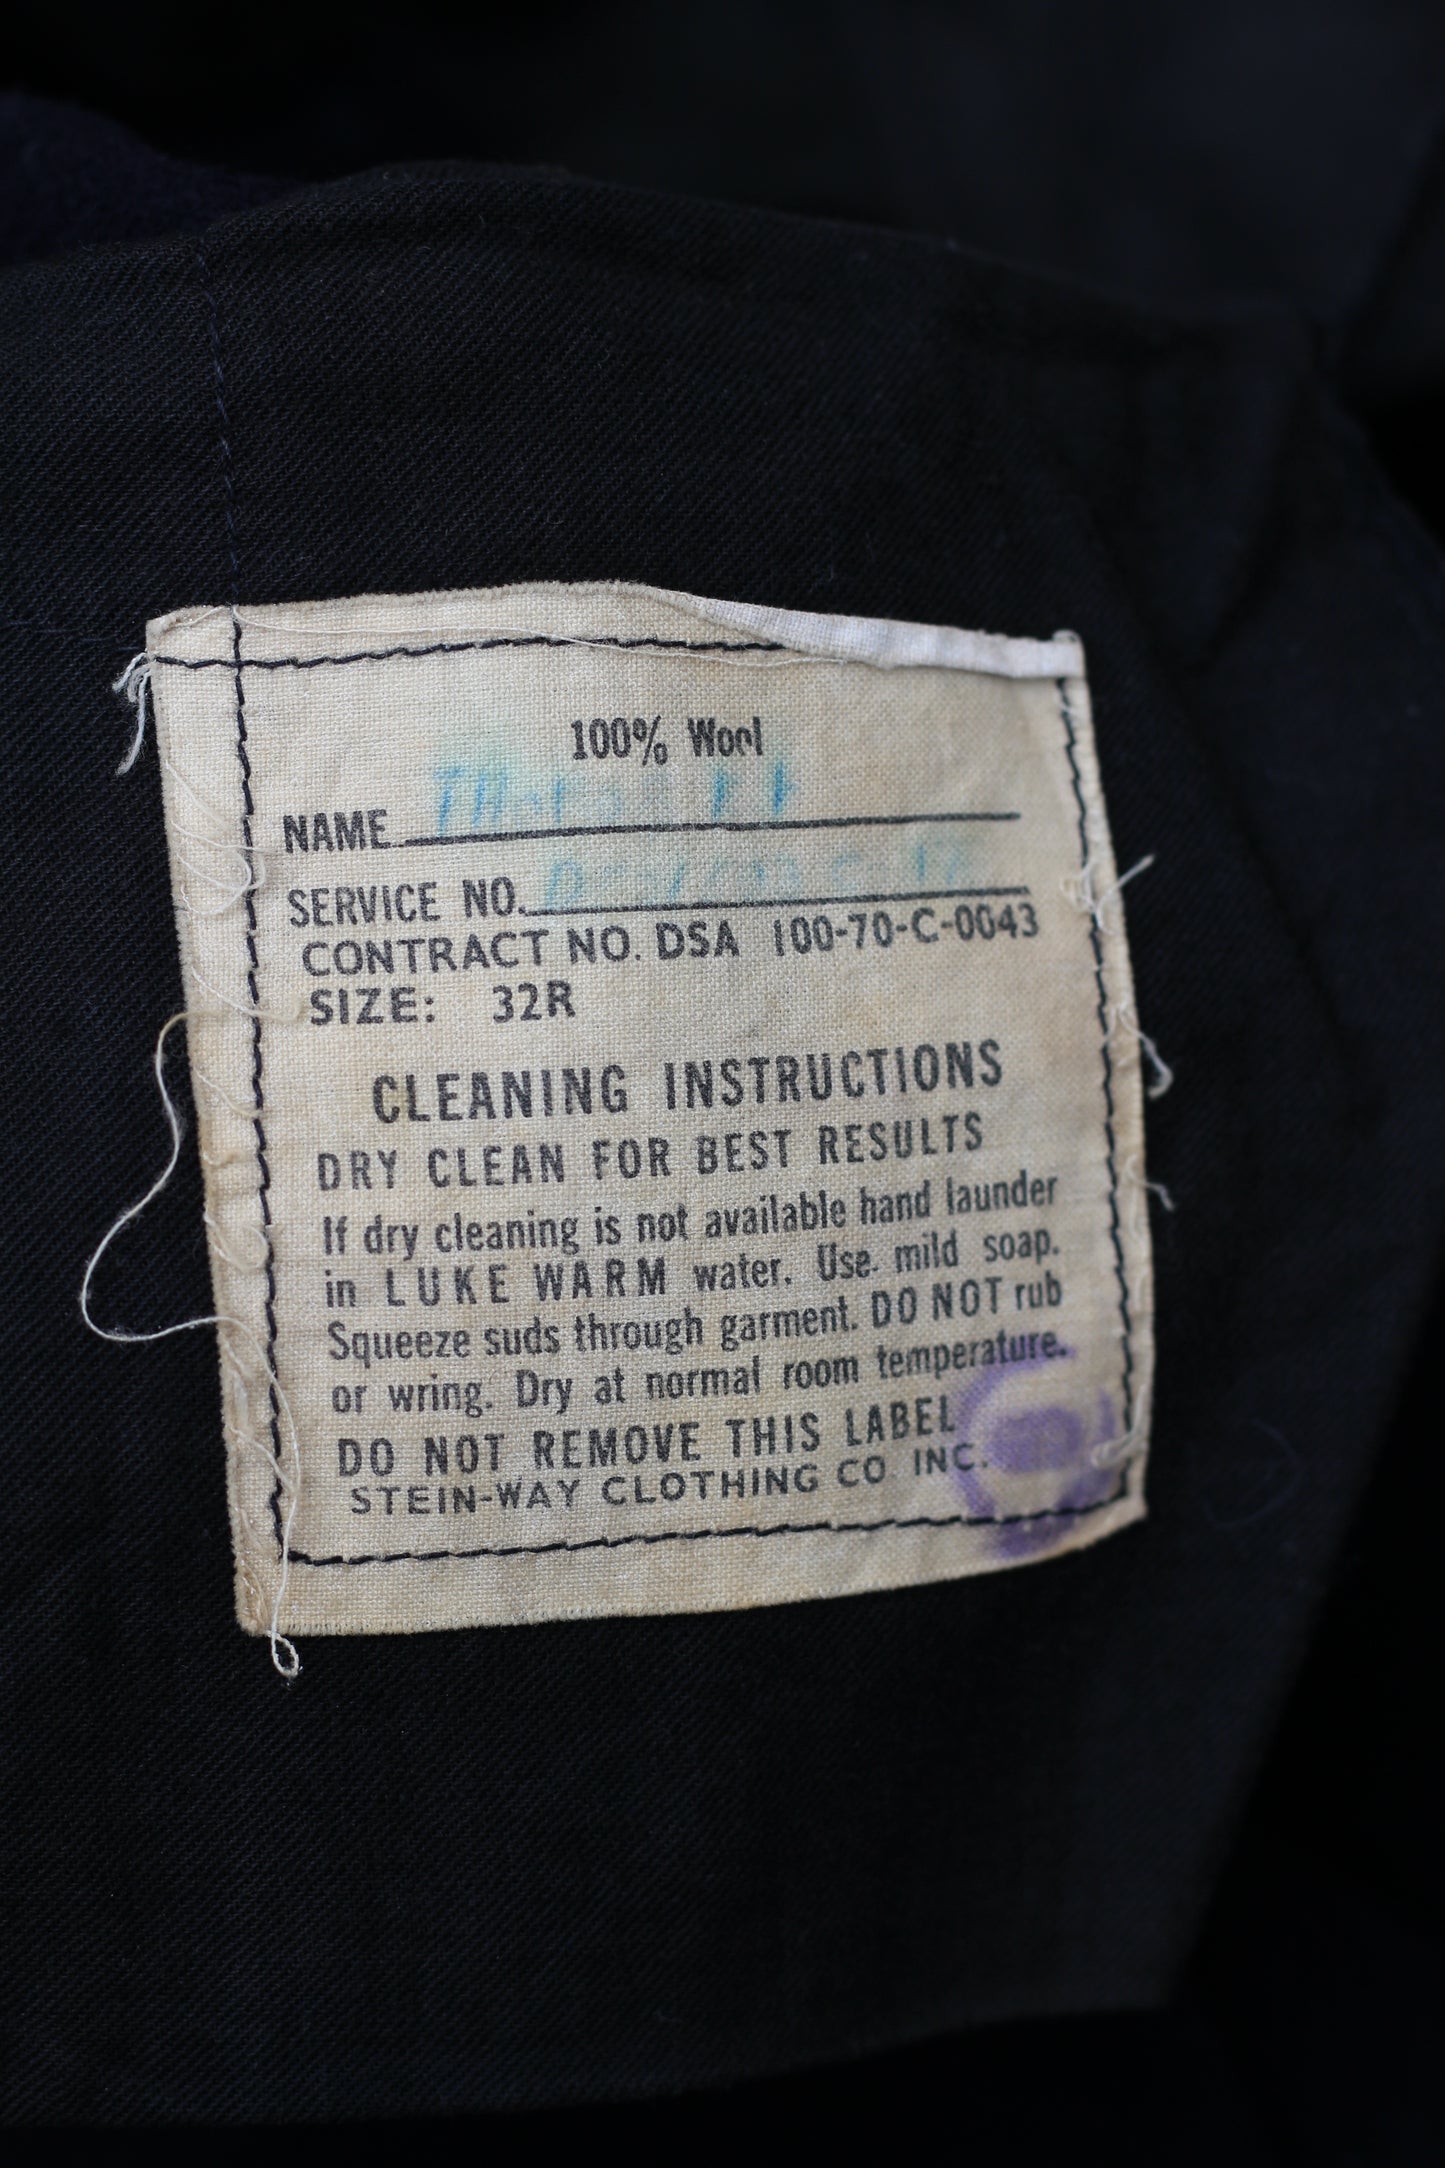 100% Wool
NAME
SERVICE NO.
CONTRACT NO. DSA 100-70-C-0043
SIZE: 32R
CLEANING INSTRUCTIONS
DRY CLEAN FOR BEST RESULTS
If dry cleaning is not available hand launder
in LUKE WARM water. Use mild soap.
Squeeze suds through garment. DO NOT rub
or wring. Dry at normal room temperature.
DO NOT REMOVE THIS LABEL
STEIN-WAY CLOTHING CO. INC.